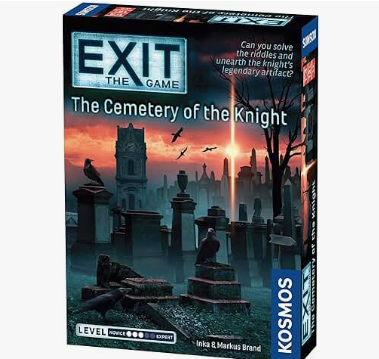 EXIT
THE GAME
Can you solve
the riddles and
unearth the knight's
legendary artifact?
The Cemetery of the Knight
LEVEL NOVICE EXPERT
Inka & Markus Brand
KOSMOS
EXIT
The Cemetery of the Knight
KOSMOS